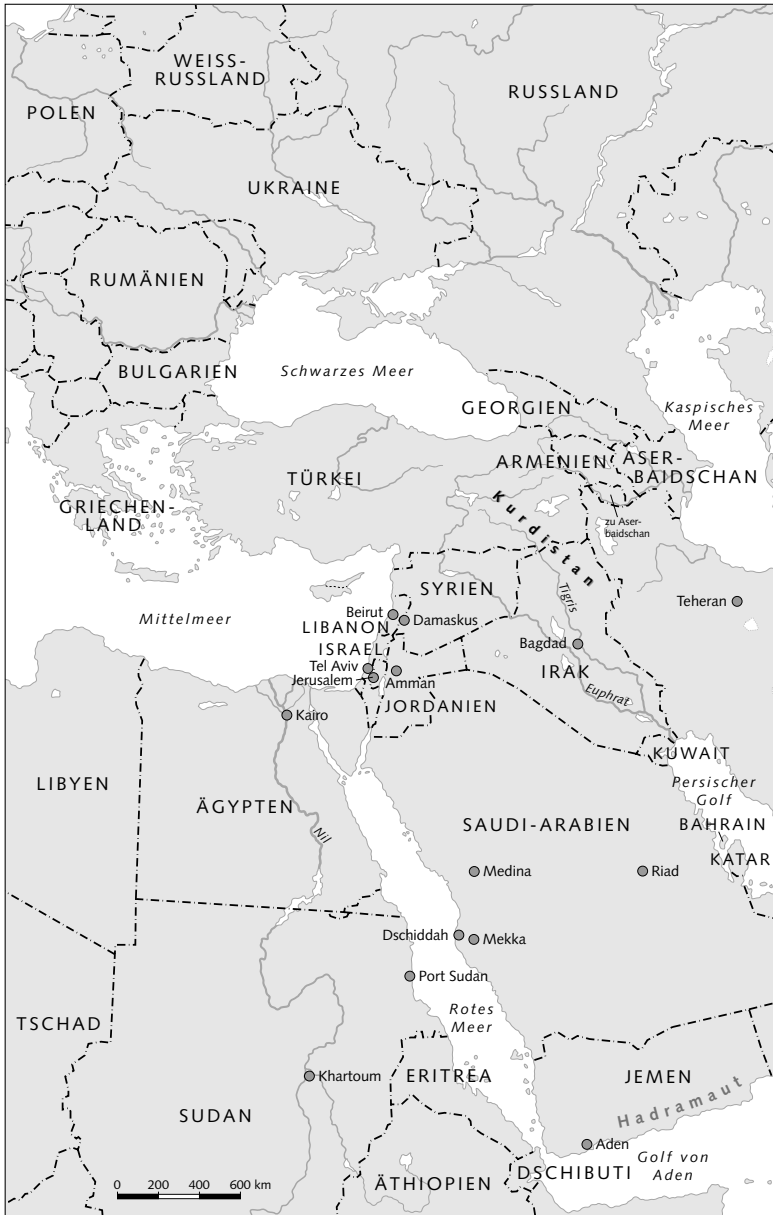 WEISS-
RUSSLAND
RUSSLAND
POLEN
UKRAINE
RUMÄNIEN
BULGARIEN
Schwarzes Meer
GEORGIEN
Kaspisches
Meer
ARMENIEN
ASER-
BAIDSCHAN
TÜRKEI
GRIECHEN-
LAND
zu Aser-
baidschan
Kurdistan
SYRIEN
Tigris
Teheran
Mittelmeer
Beirut
LIBANON
Damaskus
ISRAEL
Bagdad
Tel Aviv
Jerusalem
Amman
IRAK
Euphrat
JORDANIEN
Kairo
KUWAIT
LIBYEN
ÄGYPTEN
Nil
Persischer
Golf
SAUDI-ARABIEN
BAHRAIN
KATAR
Medina
Riad
Dschiddah
Mekka
Port Sudan
Rotes
Meer
TSCHAD
Khartoum
ERITREA
JEMEN
Hadramaut
SUDAN
Aden
Golf von
Aden
DSCHIBUTI
ÄTHIOPIEN
0 200 400 600 km